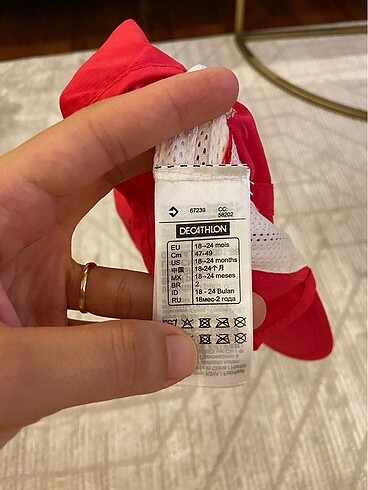 67239
CC:
56202
DECATHLON
EU 18→24 mois
Cm 47-49
US 18→24 months
中国 18-24个月
MX 18→24 meses
BR 2
ID 18 - 24 Bulan
RU 18мес-2 года